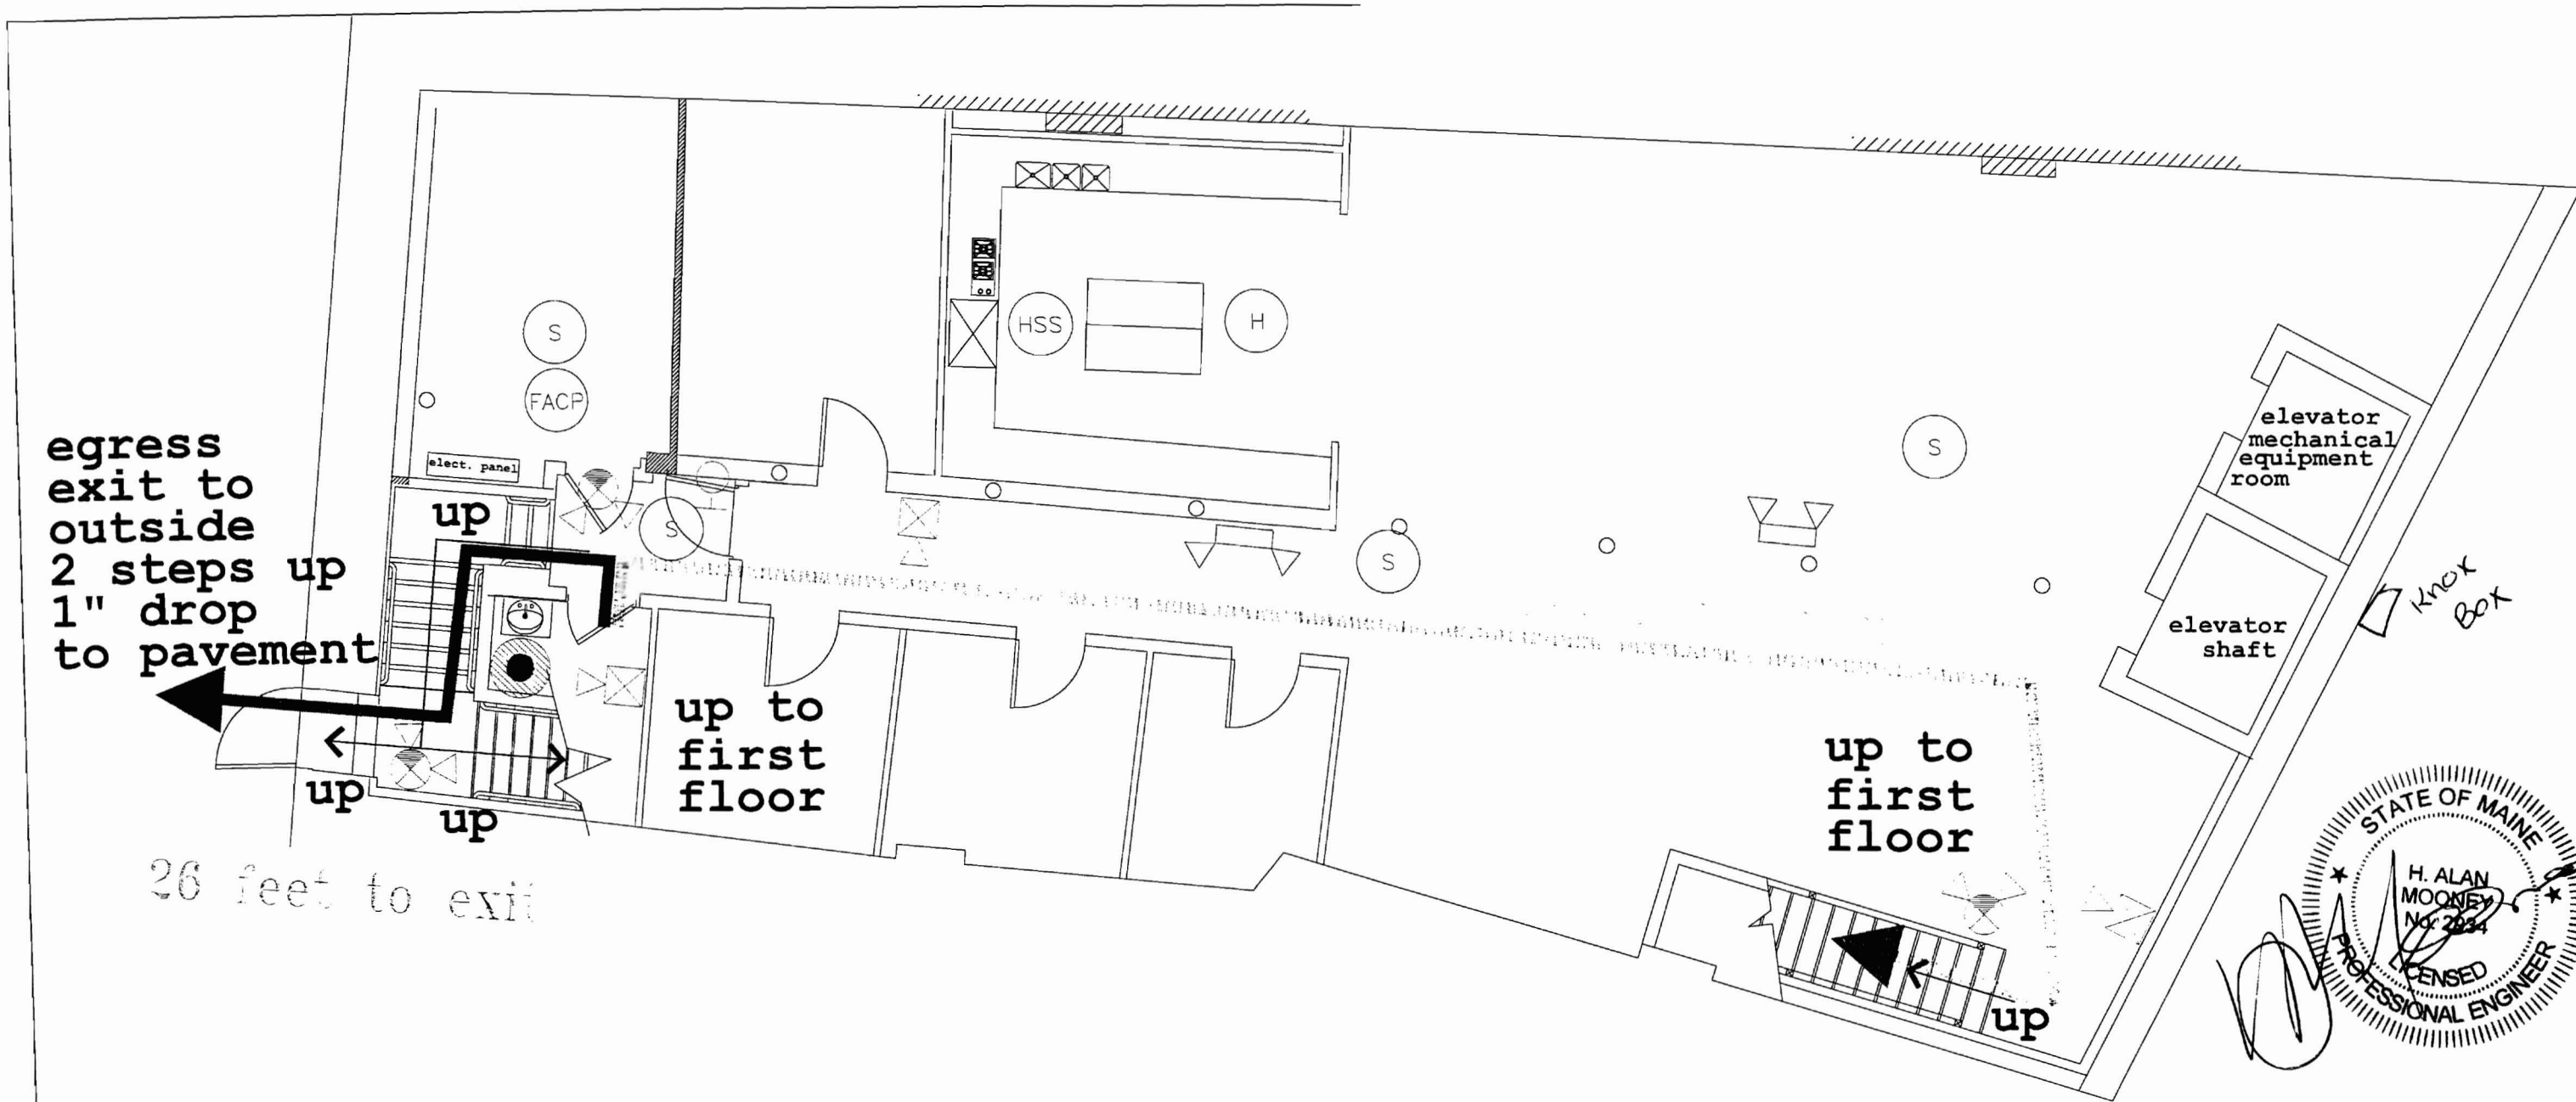 egress
exit to
outside
2 steps up
1" drop
to pavement
S
FACP
elect. panel
up
S
HSS
H
S
S
elevator
mechanical
equipment
room
elevator
shaft
Knox
Box
up to
first
floor
up to
first
floor
up
up
up
26 feet to exit
STATE OF MAINE
H. ALAN
MOONEY
No. 2934
LICENSED
PROFESSIONAL ENGINEER